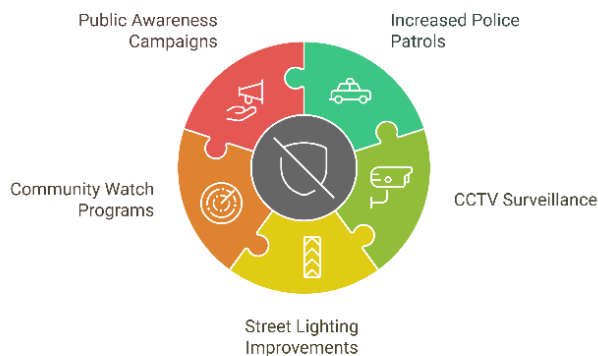 Public Awareness
Campaigns
Increased Police
Patrols
Community Watch
Programs
CCTV Surveillance
Street Lighting
Improvements